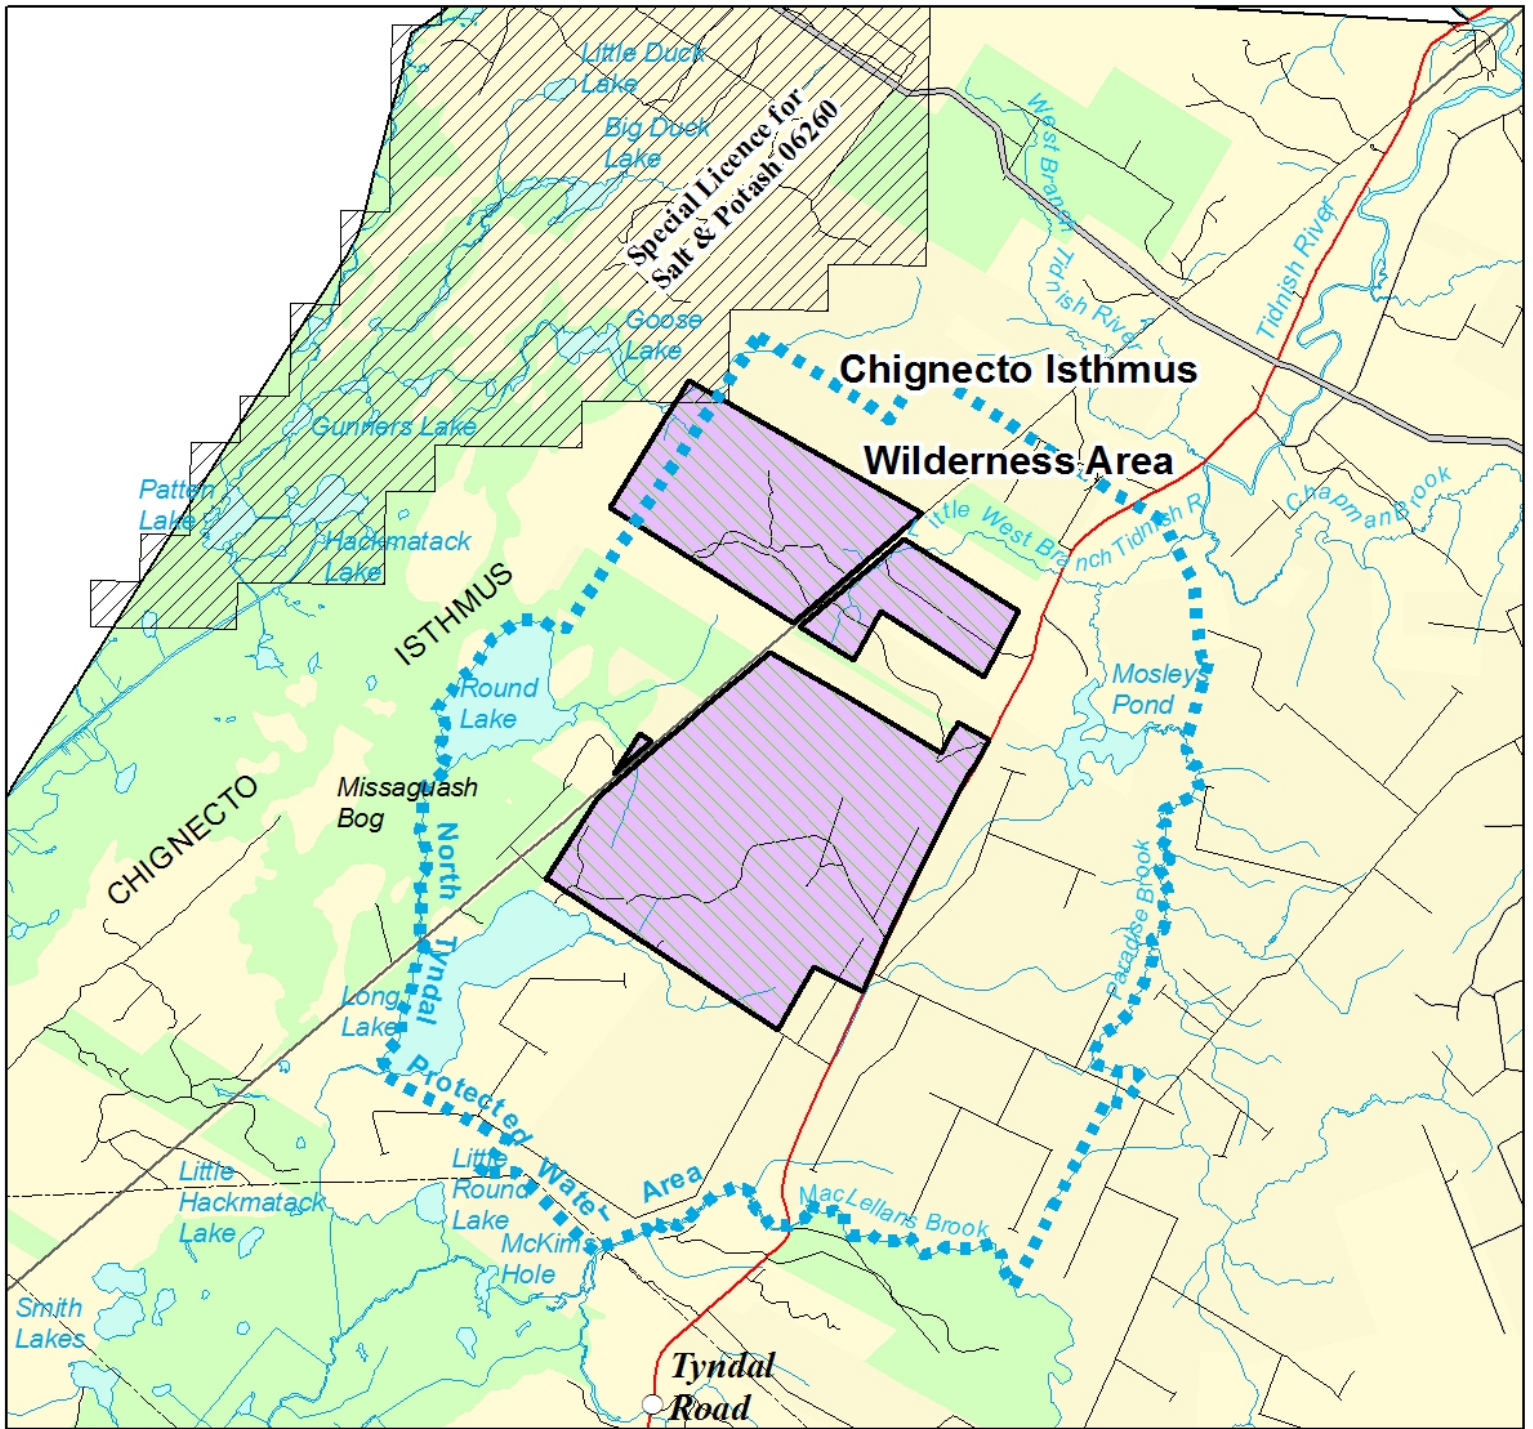 Little Duck
Lake
Big Duck
Lake
Special Licence for
Salt & Potash 06260
West Branch Tidnish River
Tidnish River
Goose
Lake
Chignecto Isthmus
Gunners Lake
Wilderness Area
Patten
Lake
Hackmatack
Lake
Little West Branch Tidnish R
Chapman Brook
ISTHMUS
Round
Lake
Mosleys
Pond
CHIGNECTO
Missaguash
Bog
North Tyndal
Protected Water Area
Paradise Brook
Long
Lake
Little
Hackmatack
Lake
Little
Round
Lake
MacLellans Brook
McKims
Hole
Smith
Lakes
Tyndal
Road